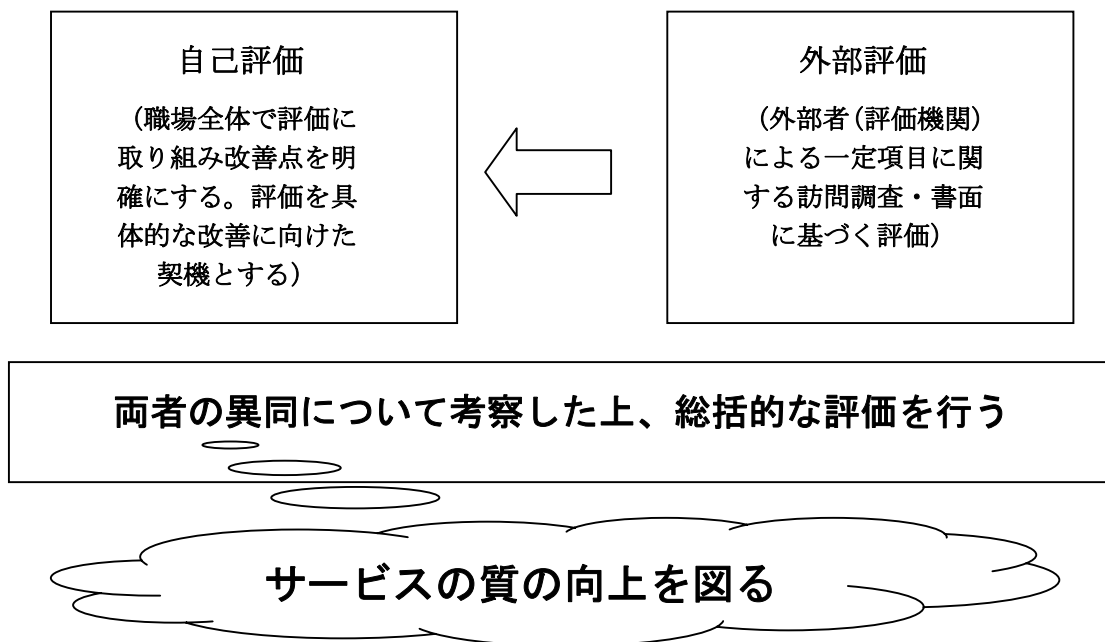 自己評価
（職場全体で評価に
取り組み改善点を明
確にする。評価を具
体的な改善に向けた
契機とする）
外部評価
（外部者（評価機関）
による一定項目に関
する訪問調査・書面
に基づく評価）
両者の異同について考察した上、総括的な評価を行う
サービスの質の向上を図る